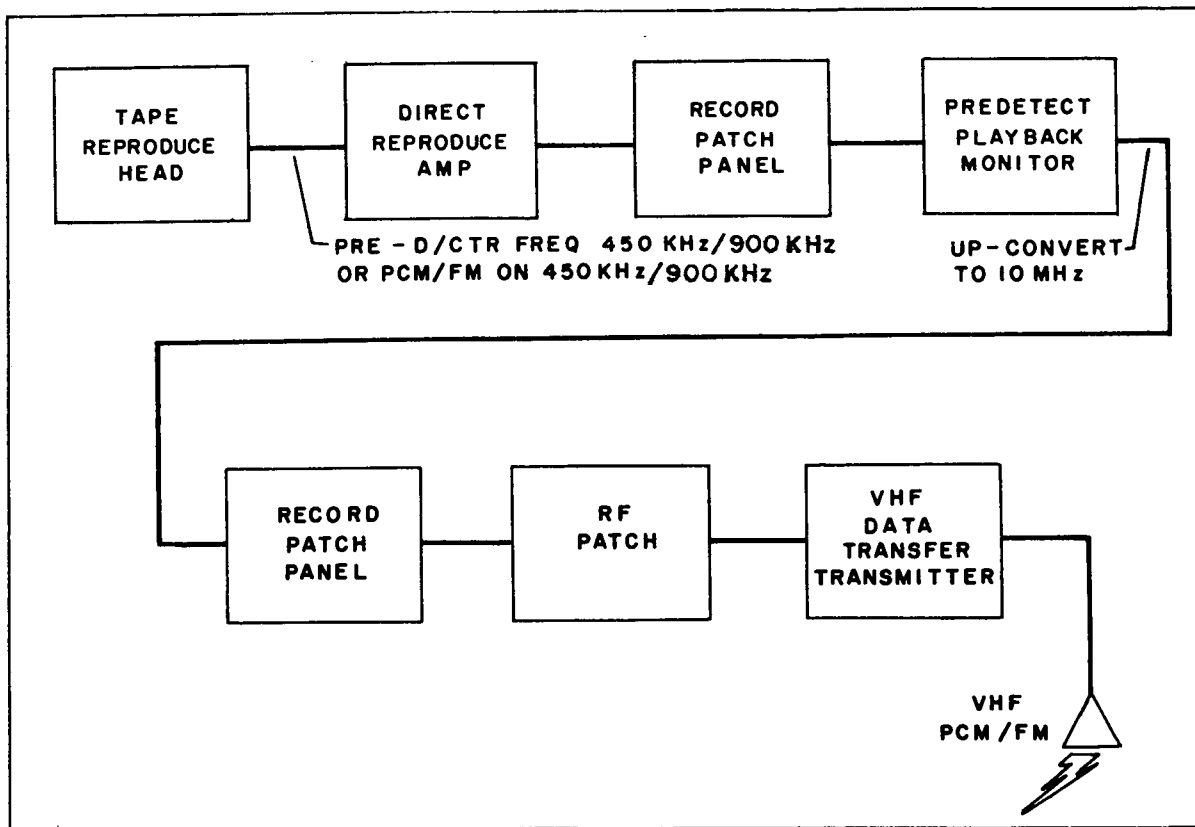 TAPE
REPRODUCE
HEAD
DIRECT
REPRODUCE
AMP
RECORD
PATCH
PANEL
PREDETECT
PLAYBACK
MONITOR
PRE-D/CTR FREQ 450 KHz/900 KHz
OR PCM/FM ON 450 KHz/900 KHz
UP-CONVERT
TO 10 MHz
RECORD
PATCH
PANEL
RF
PATCH
VHF
DATA
TRANSFER
TRANSMITTER
VHF
PCM/FM